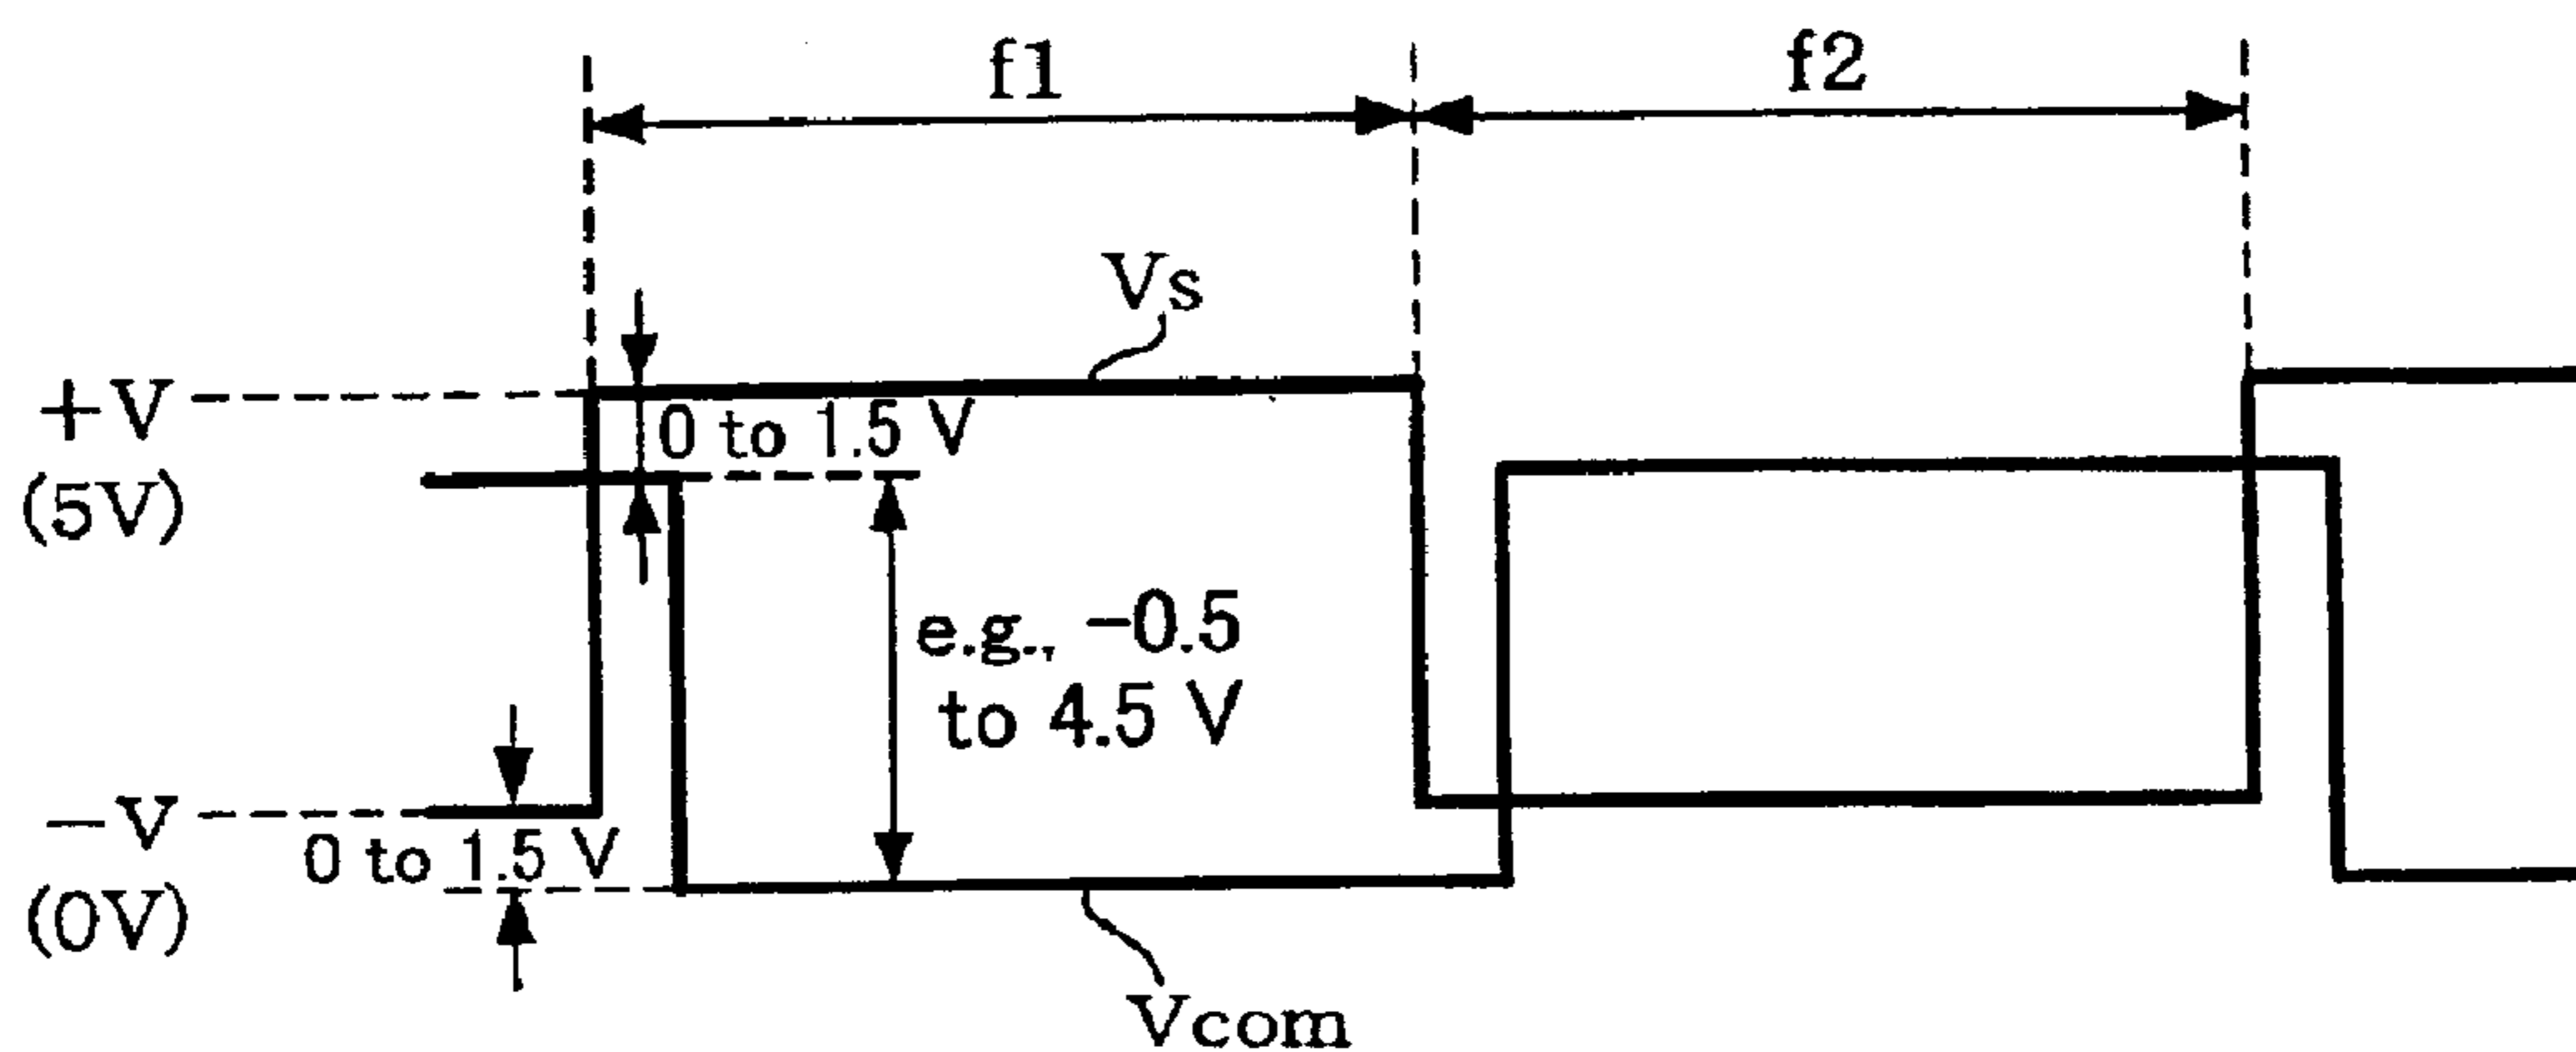 f1
f2
Vs
+V
(5V)
0 to 1.5 V
e.g., -0.5
to 4.5 V
-V
(0V)
0 to 1.5 V
Vcom